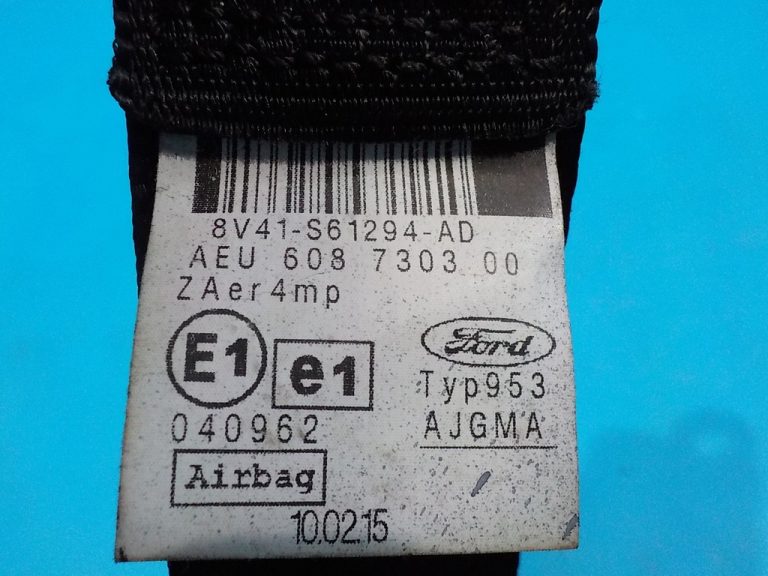 8V41-S61294-AD
AEU 608 7303 00
ZAer4mp
E1 e1 Ford
Typ953
040962 AJGMA
Airbag
10.02.15